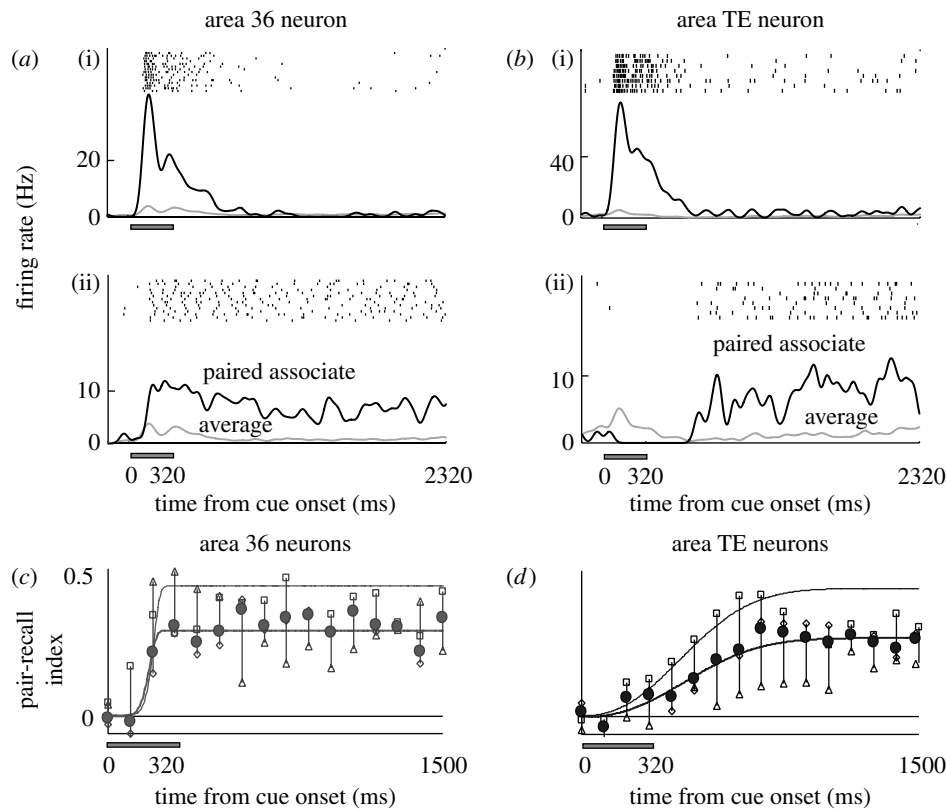 area 36 neuron
area TE neuron
(a) (i)
(b) (i)
20
0
40
0
firing rate (Hz)
(ii)
(ii)
paired associate
average
10
0
paired associate
average
10
0
0 320 2320
0 320 2320
time from cue onset (ms)
time from cue onset (ms)
area 36 neurons
area TE neurons
(c)
(d)
0.5
0
pair-recall
index
0 320 1500
0 320 1500
time from cue onset (ms)
time from cue onset (ms)